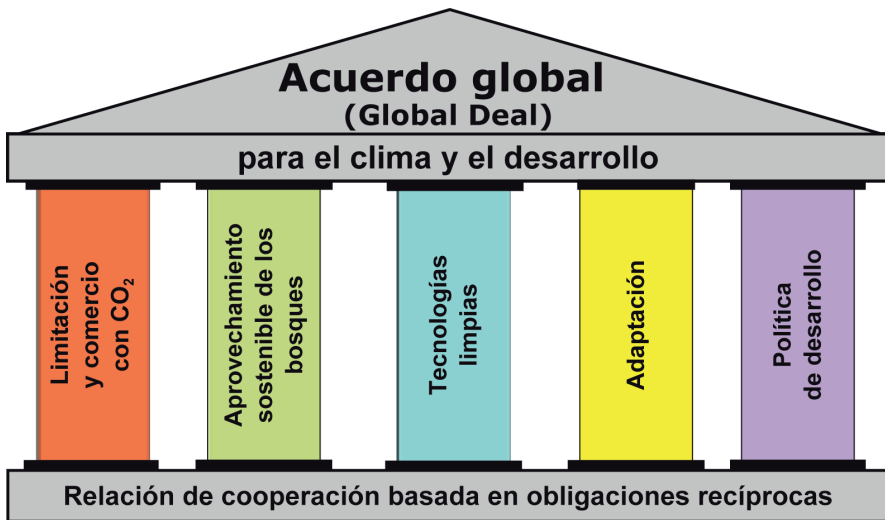 Acuerdo global
(Global Deal)
para el clima y el desarrollo
Limitación
y comercio
con CO₂
Aprovechamiento
sostenible de los
bosques
Tecnologías
limpias
Adaptación
Política
de desarrollo
Relación de cooperación basada en obligaciones recíprocas